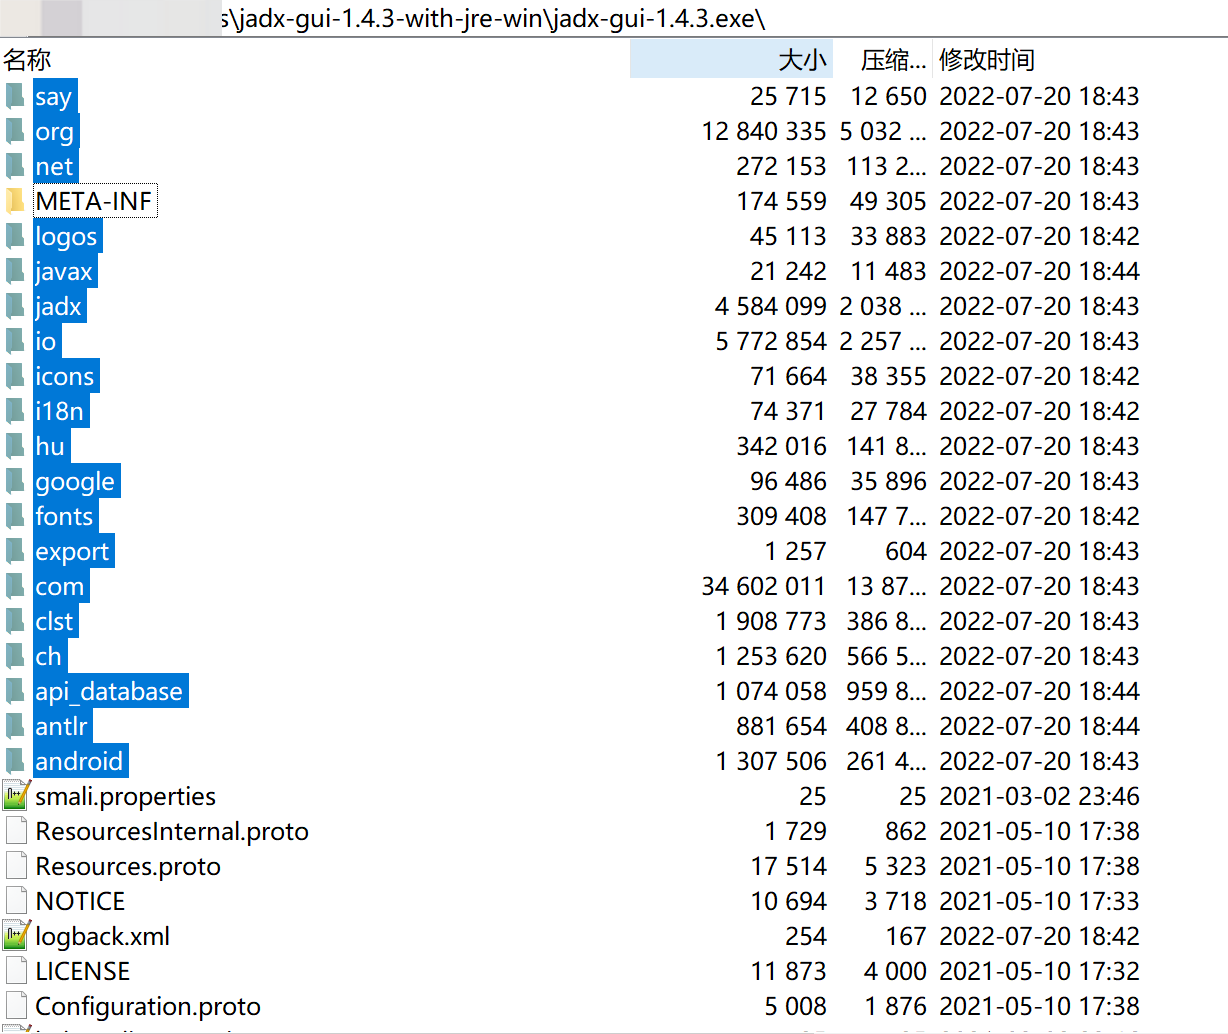 s\jadx-gui-1.4.3-with-jre-win\jadx-gui-1.4.3.exe\
名称 大小 压缩... 修改时间
say 25 715 12 650 2022-07-20 18:43
org 12 840 335 5 032 ... 2022-07-20 18:43
net 272 153 113 2... 2022-07-20 18:43
META-INF 174 559 49 305 2022-07-20 18:43
logos 45 113 33 883 2022-07-20 18:42
javax 21 242 11 483 2022-07-20 18:44
jadx 4 584 099 2 038 ... 2022-07-20 18:43
io 5 772 854 2 257 ... 2022-07-20 18:43
icons 71 664 38 355 2022-07-20 18:42
i18n 74 371 27 784 2022-07-20 18:42
hu 342 016 141 8... 2022-07-20 18:43
google 96 486 35 896 2022-07-20 18:43
fonts 309 408 147 7... 2022-07-20 18:42
export 1 257 604 2022-07-20 18:43
com 34 602 011 13 87... 2022-07-20 18:43
clst 1 908 773 386 8... 2022-07-20 18:43
ch 1 253 620 566 5... 2022-07-20 18:43
api_database 1 074 058 959 8... 2022-07-20 18:44
antlr 881 654 408 8... 2022-07-20 18:44
android 1 307 506 261 4... 2022-07-20 18:43
smali.properties 25 25 2021-03-02 23:46
ResourcesInternal.proto 1 729 862 2021-05-10 17:38
Resources.proto 17 514 5 323 2021-05-10 17:38
NOTICE 10 694 3 718 2021-05-10 17:33
logback.xml 254 167 2022-07-20 18:42
LICENSE 11 873 4 000 2021-05-10 17:32
Configuration.proto 5 008 1 876 2021-05-10 17:38